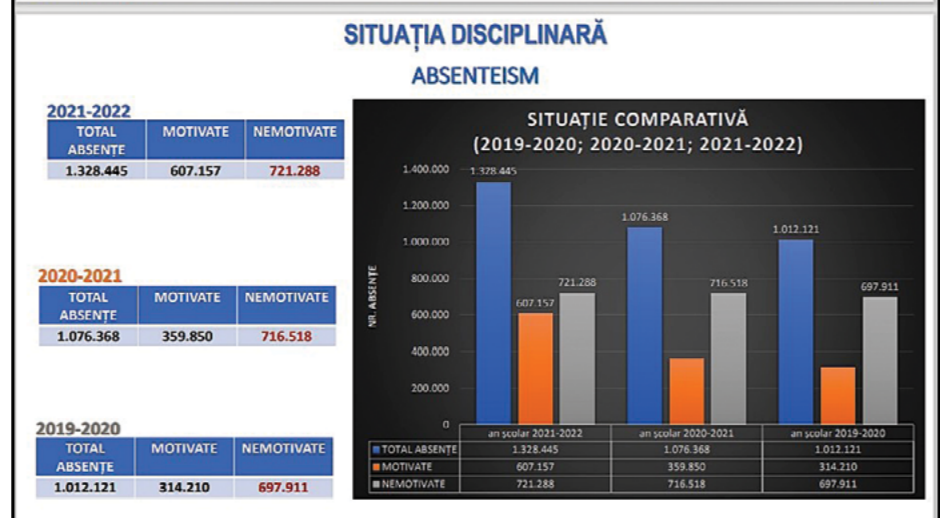 SITUAȚIA DISCIPLINARĂ
ABSENTEISM
2021-2022
TOTAL ABSENȚE MOTIVATE NEMOTIVATE
1.328.445 607.157 721.288
2020-2021
TOTAL ABSENȚE MOTIVATE NEMOTIVATE
1.076.368 359.850 716.518
2019-2020
TOTAL ABSENȚE MOTIVATE NEMOTIVATE
1.012.121 314.210 697.911
SITUAȚIE COMPARATIVĂ
(2019-2020; 2020-2021; 2021-2022)
NR. ABSENȚE
1.400.000
1.200.000
1.000.000
800.000
600.000
400.000
200.000
0
1.328.445
607.157
721.288
1.076.368
716.518
1.012.121
697.911
an școlar 2021-2022 an școlar 2020-2021 an școlar 2019-2020
TOTAL ABSENȚE 1.328.445 1.076.368 1.012.121
MOTIVATE 607.157 359.850 314.210
NEMOTIVATE 721.288 716.518 697.911